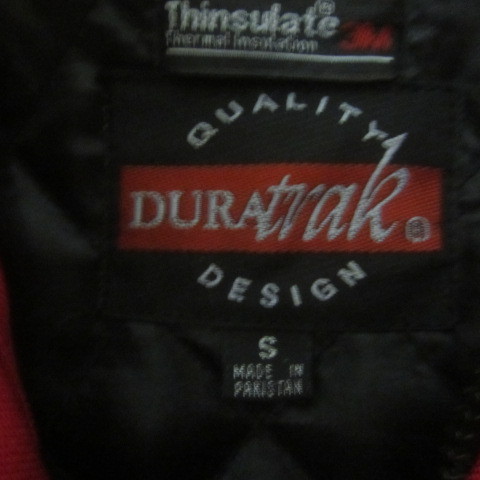 Thinsulate®
Thermal Insulation 3M
QUALITY
DURAtrak®
DESIGN
S
MADE IN
PAKISTAN